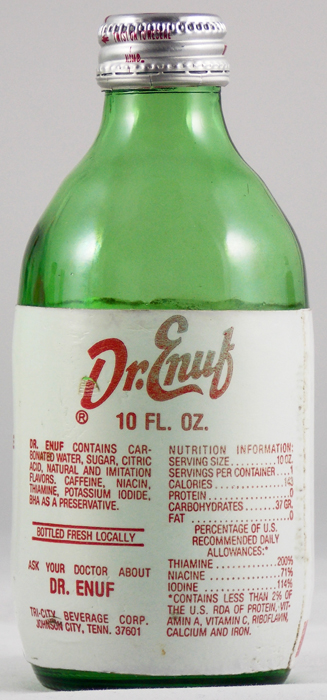 TWIST OR TO RESEAL
Dr. Enuf
®
10 FL. OZ.
DR. ENUF CONTAINS CAR-
BONATED WATER, SUGAR, CITRIC
ACID, NATURAL AND IMITATION
FLAVORS, CAFFEINE, NIACIN,
THIAMINE, POTASSIUM IODIDE,
BHA AS A PRESERVATIVE.
BOTTLED FRESH LOCALLY
ASK YOUR DOCTOR ABOUT
DR. ENUF
TRI-CITY BEVERAGE CORP.
JOHNSON CITY, TENN. 37601
NUTRITION INFORMATION:
SERVING SIZE..........10 OZ.
SERVINGS PER CONTAINER...1
CALORIES................143
PROTEIN...................0
CARBOHYDRATES.......37 GR.
FAT.......................0
PERCENTAGE OF U.S.
RECOMMENDED DAILY
ALLOWANCES:*
THIAMINE...............200%
NIACINE.................71%
IODINE.................114%
*CONTAINS LESS THAN 2% OF
THE U.S. RDA OF PROTEIN, VIT-
AMIN A, VITAMIN C, RIBOFLAVIN,
CALCIUM AND IRON.